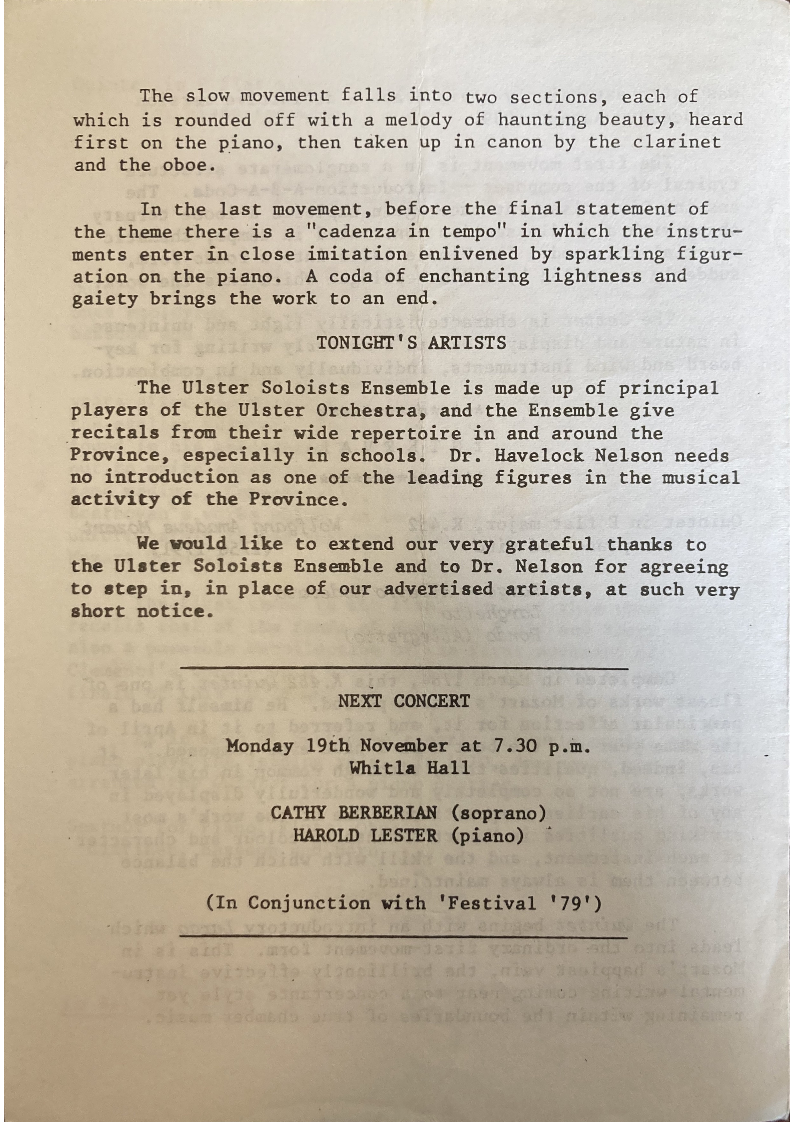 The slow movement falls into two sections, each of
which is rounded off with a melody of haunting beauty, heard
first on the piano, then taken up in canon by the clarinet
and the oboe.
In the last movement, before the final statement of
the theme there is a "cadenza in tempo" in which the instru-
ments enter in close imitation enlivened by sparkling figur-
ation on the piano. A coda of enchanting lightness and
gaiety brings the work to an end.
TONIGHT'S ARTISTS
The Ulster Soloists Ensemble is made up of principal
players of the Ulster Orchestra, and the Ensemble give
recitals from their wide repertoire in and around the
Province, especially in schools. Dr. Havelock Nelson needs
no introduction as one of the leading figures in the musical
activity of the Province.
We would like to extend our very grateful thanks to
the Ulster Soloists Ensemble and to Dr. Nelson for agreeing
to step in, in place of our advertised artists, at such very
short notice.
NEXT CONCERT
Monday 19th November at 7.30 p.m.
Whitla Hall
CATHY BERBERIAN (soprano)
HAROLD LESTER (piano)
(In Conjunction with 'Festival '79')